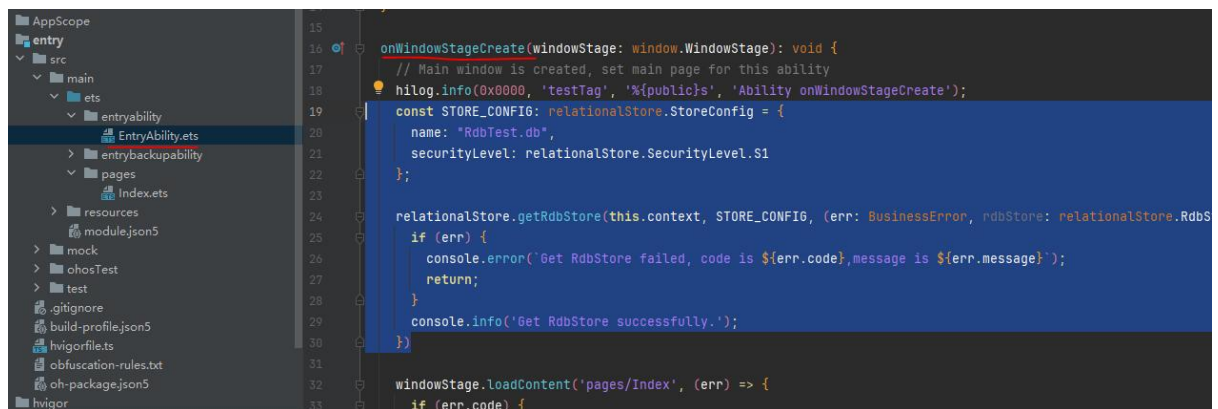 AppScope
entry
src
main
ets
entryability
EntryAbility.ets
entrybackupability
pages
Index.ets
resources
module.json5
mock
ohosTest
test
.gitignore
build-profile.json5
hvigorfile.ts
obfuscation-rules.txt
oh-package.json5
hvigor
15
16 onWindowStageCreate(windowStage: window.WindowStage): void {
17 // Main window is created, set main page for this ability
18 hilog.info(0x0000, 'testTag', '%{public}s', 'Ability onWindowStageCreate');
19 const STORE_CONFIG: relationalStore.StoreConfig = {
20 name: "RdbTest.db",
21 securityLevel: relationalStore.SecurityLevel.S1
22 };
23
24 relationalStore.getRdbStore(this.context, STORE_CONFIG, (err: BusinessError, rdbStore: relationalStore.RdbS
25 if (err) {
26 console.error(`Get RdbStore failed, code is ${err.code},message is ${err.message}`);
27 return;
28 }
29 console.info('Get RdbStore successfully.');
30 })
31
32 windowStage.loadContent('pages/Index', (err) => {
33 if (err.code) {